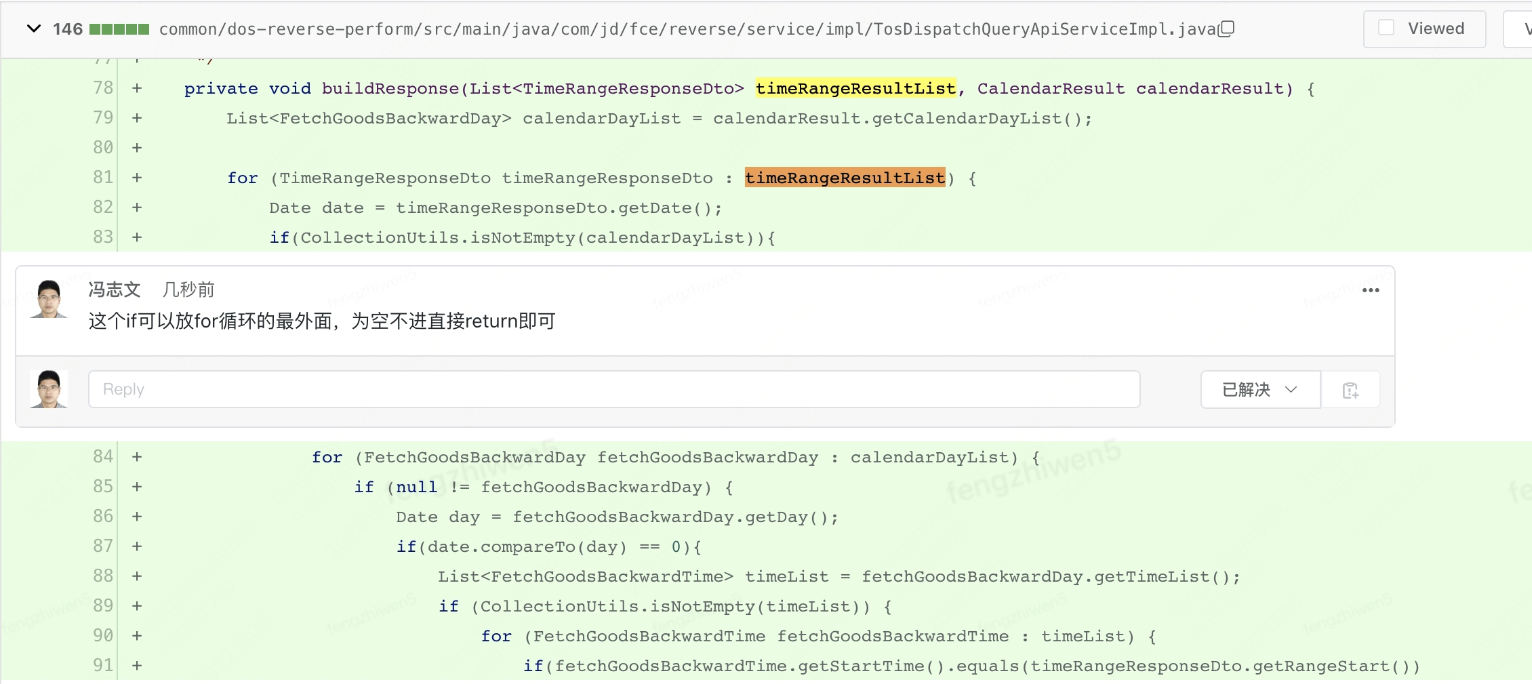 146 common/dos-reverse-perform/src/main/java/com/jd/fce/reverse/service/impl/TosDispatchQueryApiServiceImpl.java Viewed
77 + */
78 + private void buildResponse(List<TimeRangeResponseDto> timeRangeResultList, CalendarResult calendarResult) {
79 + List<FetchGoodsBackwardDay> calendarDayList = calendarResult.getCalendarDayList();
80 +
81 + for (TimeRangeResponseDto timeRangeResponseDto : timeRangeResultList) {
82 + Date date = timeRangeResponseDto.getDate();
83 + if(CollectionUtils.isNotEmpty(calendarDayList)){
冯志文 几秒前
这个if可以放for循环的最外面，为空不进直接return即可
Reply 已解决
84 + for (FetchGoodsBackwardDay fetchGoodsBackwardDay : calendarDayList) {
85 + if (null != fetchGoodsBackwardDay) {
86 + Date day = fetchGoodsBackwardDay.getDay();
87 + if(date.compareTo(day) == 0){
88 + List<FetchGoodsBackwardTime> timeList = fetchGoodsBackwardDay.getTimeList();
89 + if (CollectionUtils.isNotEmpty(timeList)) {
90 + for (FetchGoodsBackwardTime fetchGoodsBackwardTime : timeList) {
91 + if(fetchGoodsBackwardTime.getStartTime().equals(timeRangeResponseDto.getRangeStart())
fengzhiwen5